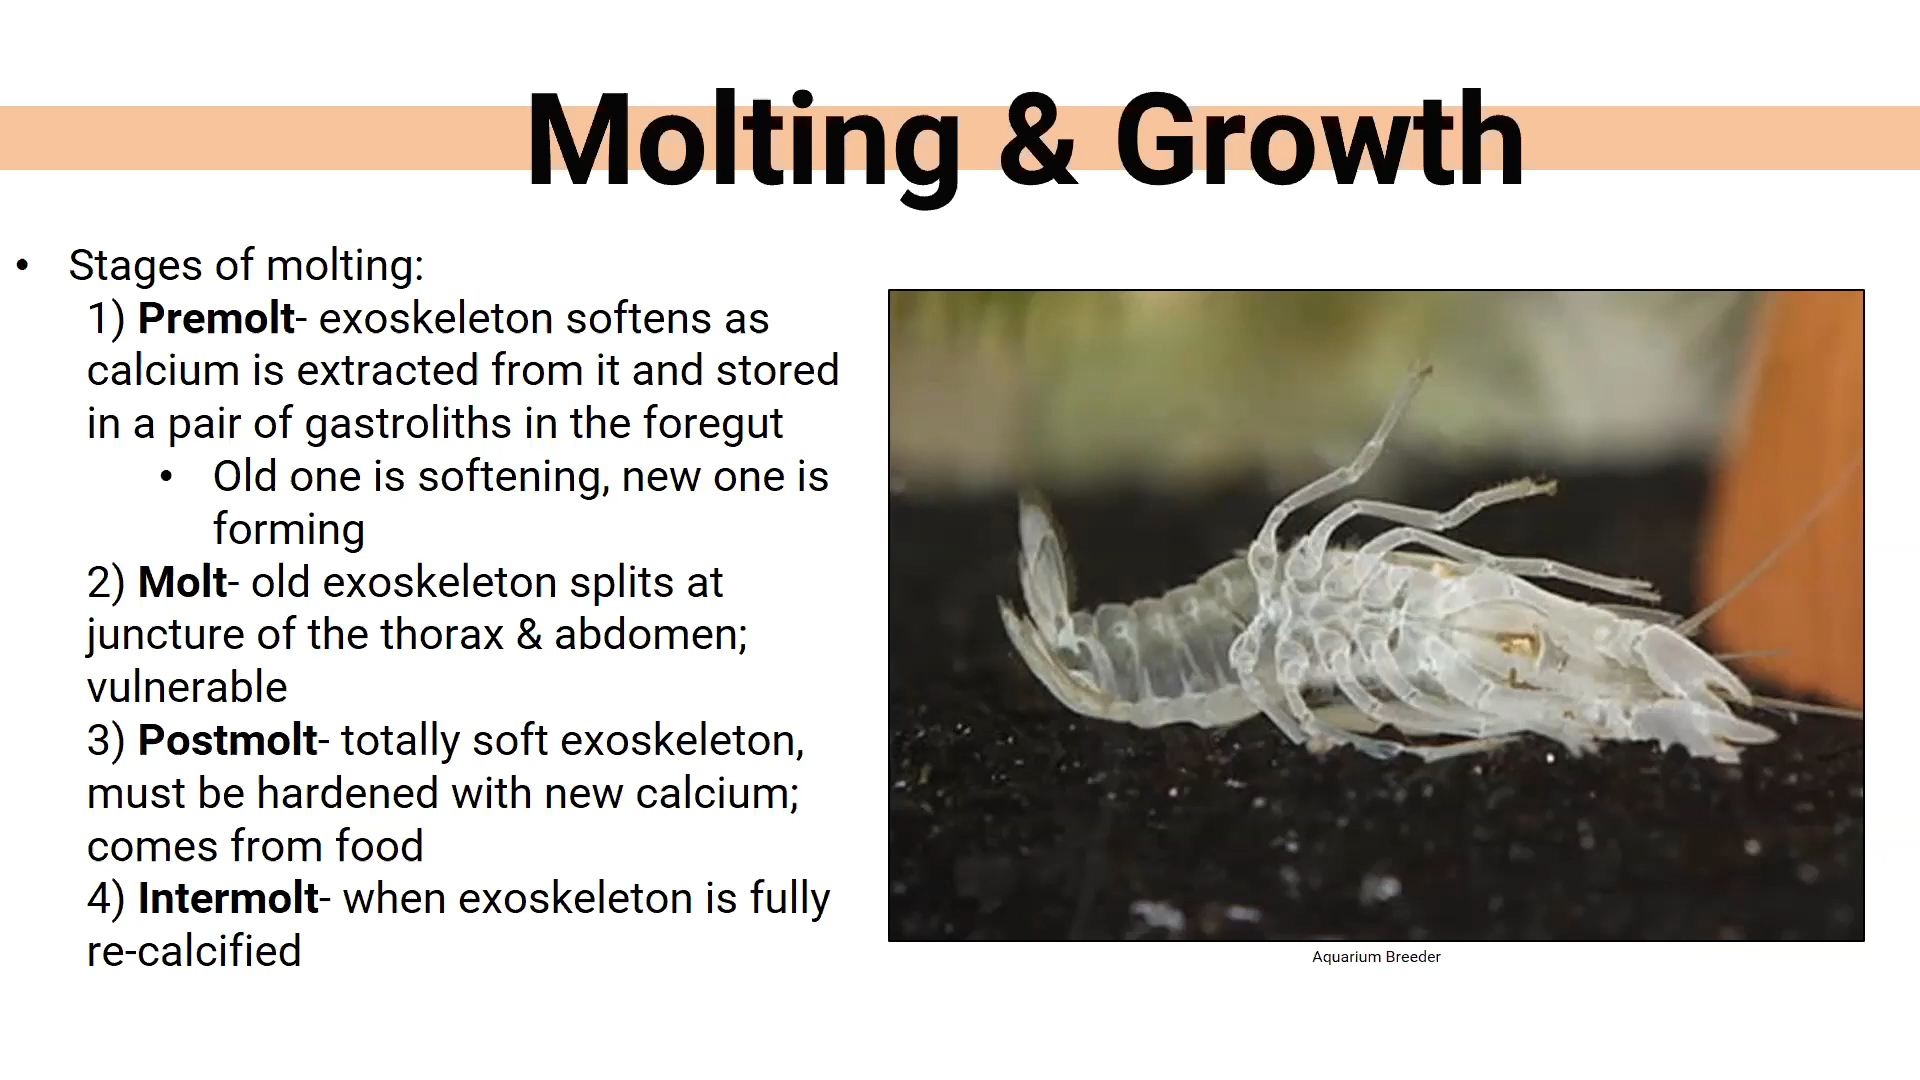 Molting & Growth
• Stages of molting:
1) Premolt- exoskeleton softens as
calcium is extracted from it and stored
in a pair of gastroliths in the foregut
• Old one is softening, new one is
forming
2) Molt- old exoskeleton splits at
juncture of the thorax & abdomen;
vulnerable
3) Postmolt- totally soft exoskeleton,
must be hardened with new calcium;
comes from food
4) Intermolt- when exoskeleton is fully
re-calcified
Aquarium Breeder